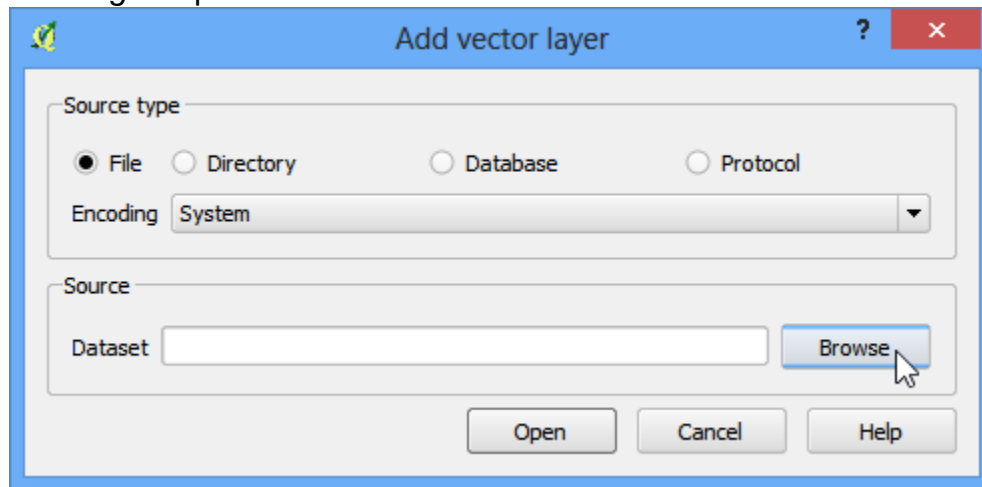 Add vector layer ?
Source type
File Directory Database Protocol
Encoding System
Source
Dataset Browse
Open Cancel Help